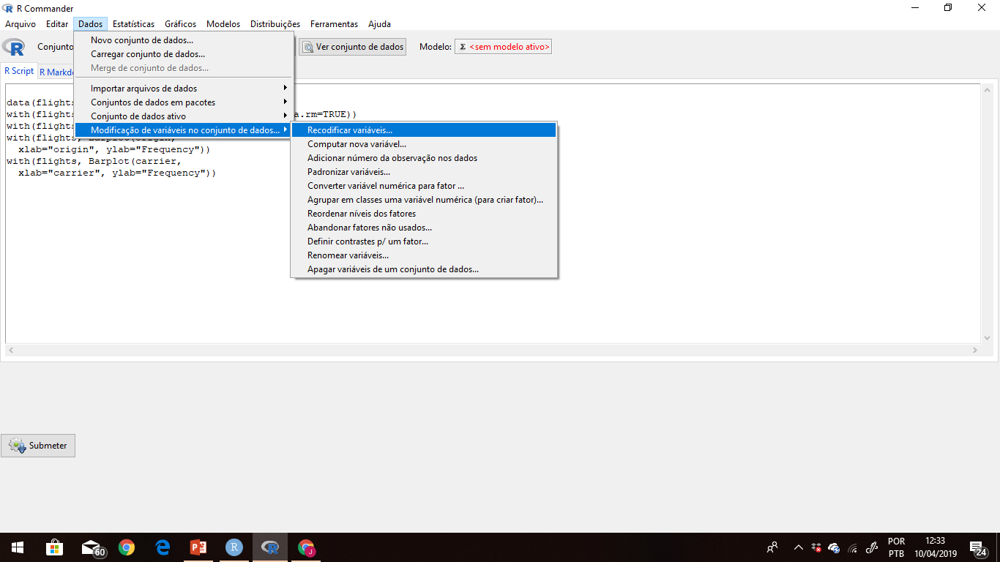 R Commander
Arquivo Editar Dados Estatísticas Gráficos Modelos Distribuições Ferramentas Ajuda
Conjunto
Ver conjunto de dados
Modelo: Σ <sem modelo ativo>
R Script
R Markd
Novo conjunto de dados...
Carregar conjunto de dados...
Merge de conjunto de dados...
Importar arquivos de dados
Conjuntos de dados em pacotes
Conjunto de dados ativo
Modificação de variáveis no conjunto de dados...
Recodificar variáveis...
Computar nova variável...
Adicionar número da observação nos dados
Padronizar variáveis...
Converter variável numérica para fator ...
Agrupar em classes uma variável numérica (para criar fator)...
Reordenar níveis dos fatores
Abandonar fatores não usados...
Definir contrastes p/ um fator...
Renomear variáveis...
Apagar variáveis de um conjunto de dados...
data(flights
with(flights a.rm=TRUE))
with(flights
with(flights, Barplot(origin,
xlab="origin", ylab="Frequency"))
with(flights, Barplot(carrier,
xlab="carrier", ylab="Frequency"))
Submeter
60
R
R
J
POR
PTB
12:33
10/04/2019
24